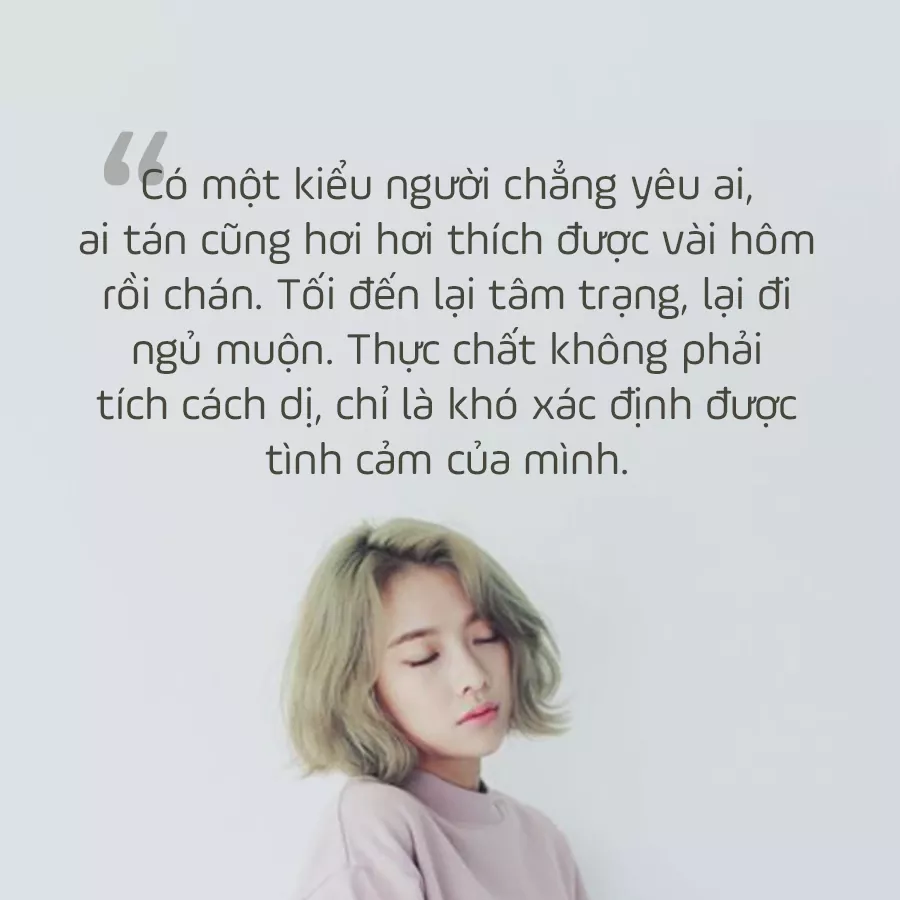 “Có một kiểu người chẳng yêu ai,
ai tán cũng hơi hơi thích được vài hôm
rồi chán. Tối đến lại tâm trạng, lại đi
ngủ muộn. Thực chất không phải
tích cách dị, chỉ là khó xác định được
tình cảm của mình.